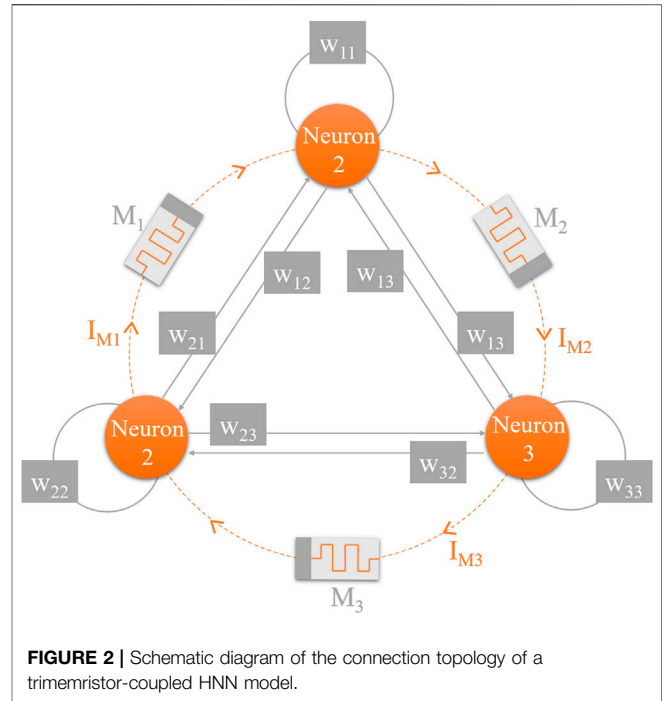 w11
Neuron
2
M1
M2
w12
w13
w21
w13
IM1
IM2
Neuron
2
w23
Neuron
3
w32
w22
w33
IM3
M3
FIGURE 2 | Schematic diagram of the connection topology of a
trimemristor-coupled HNN model.